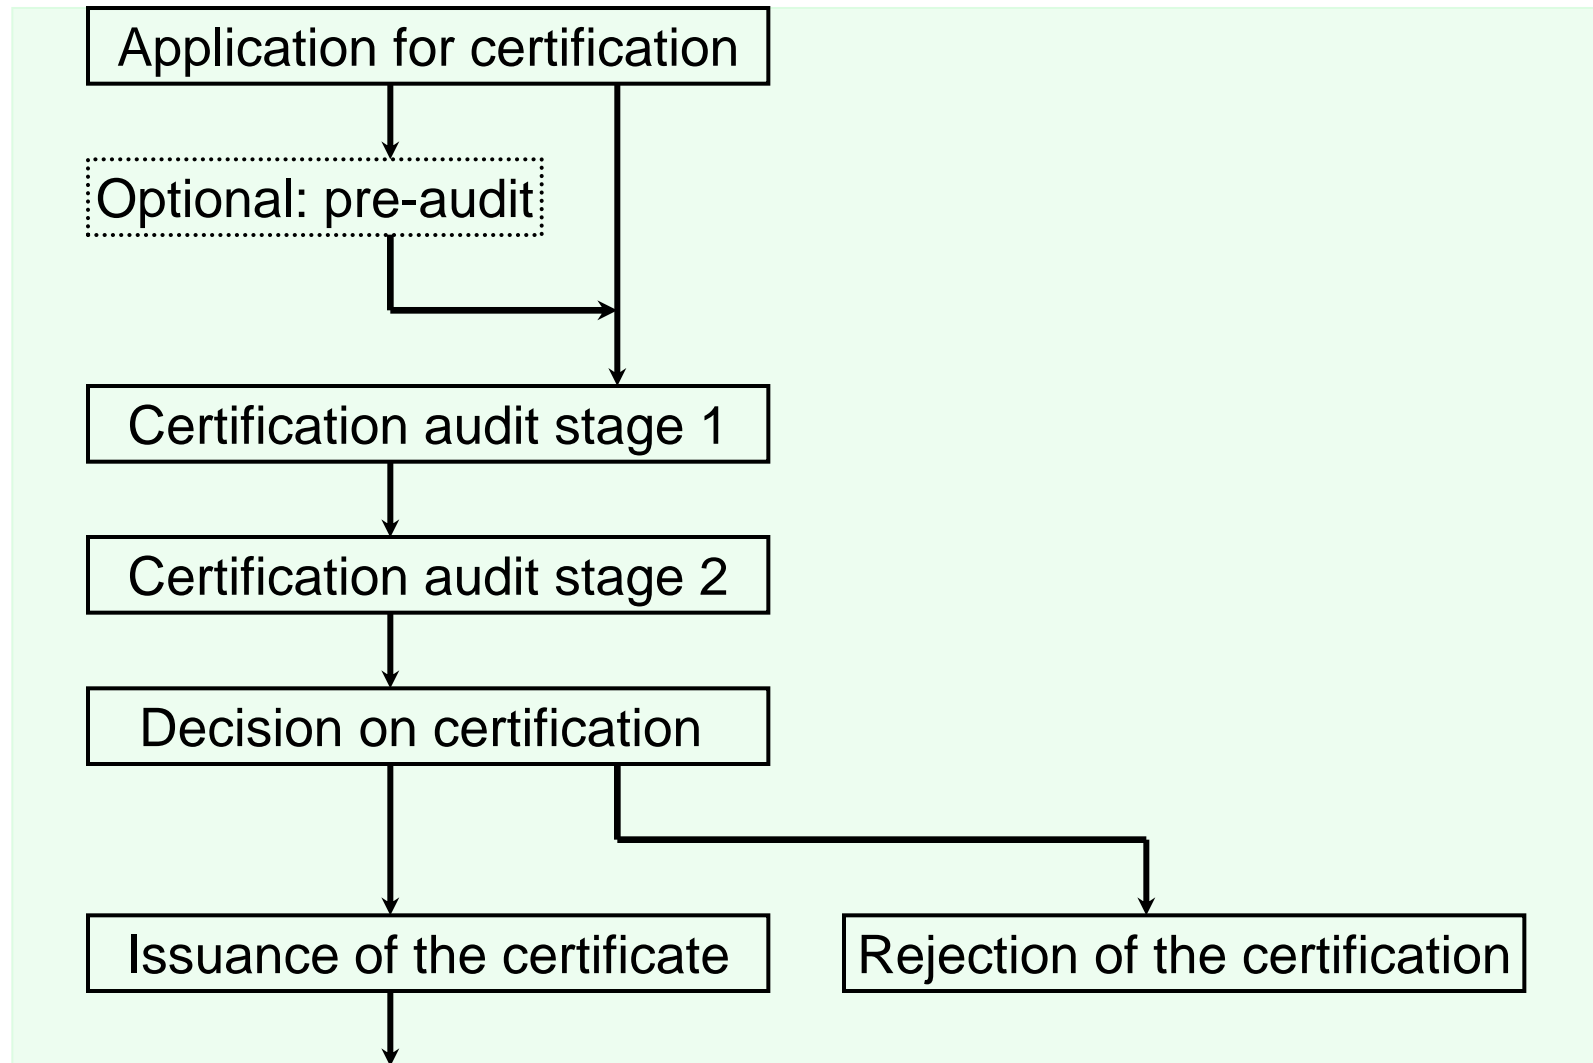 Application for certification
Optional: pre-audit
Certification audit stage 1
Certification audit stage 2
Decision on certification
Issuance of the certificate
Rejection of the certification